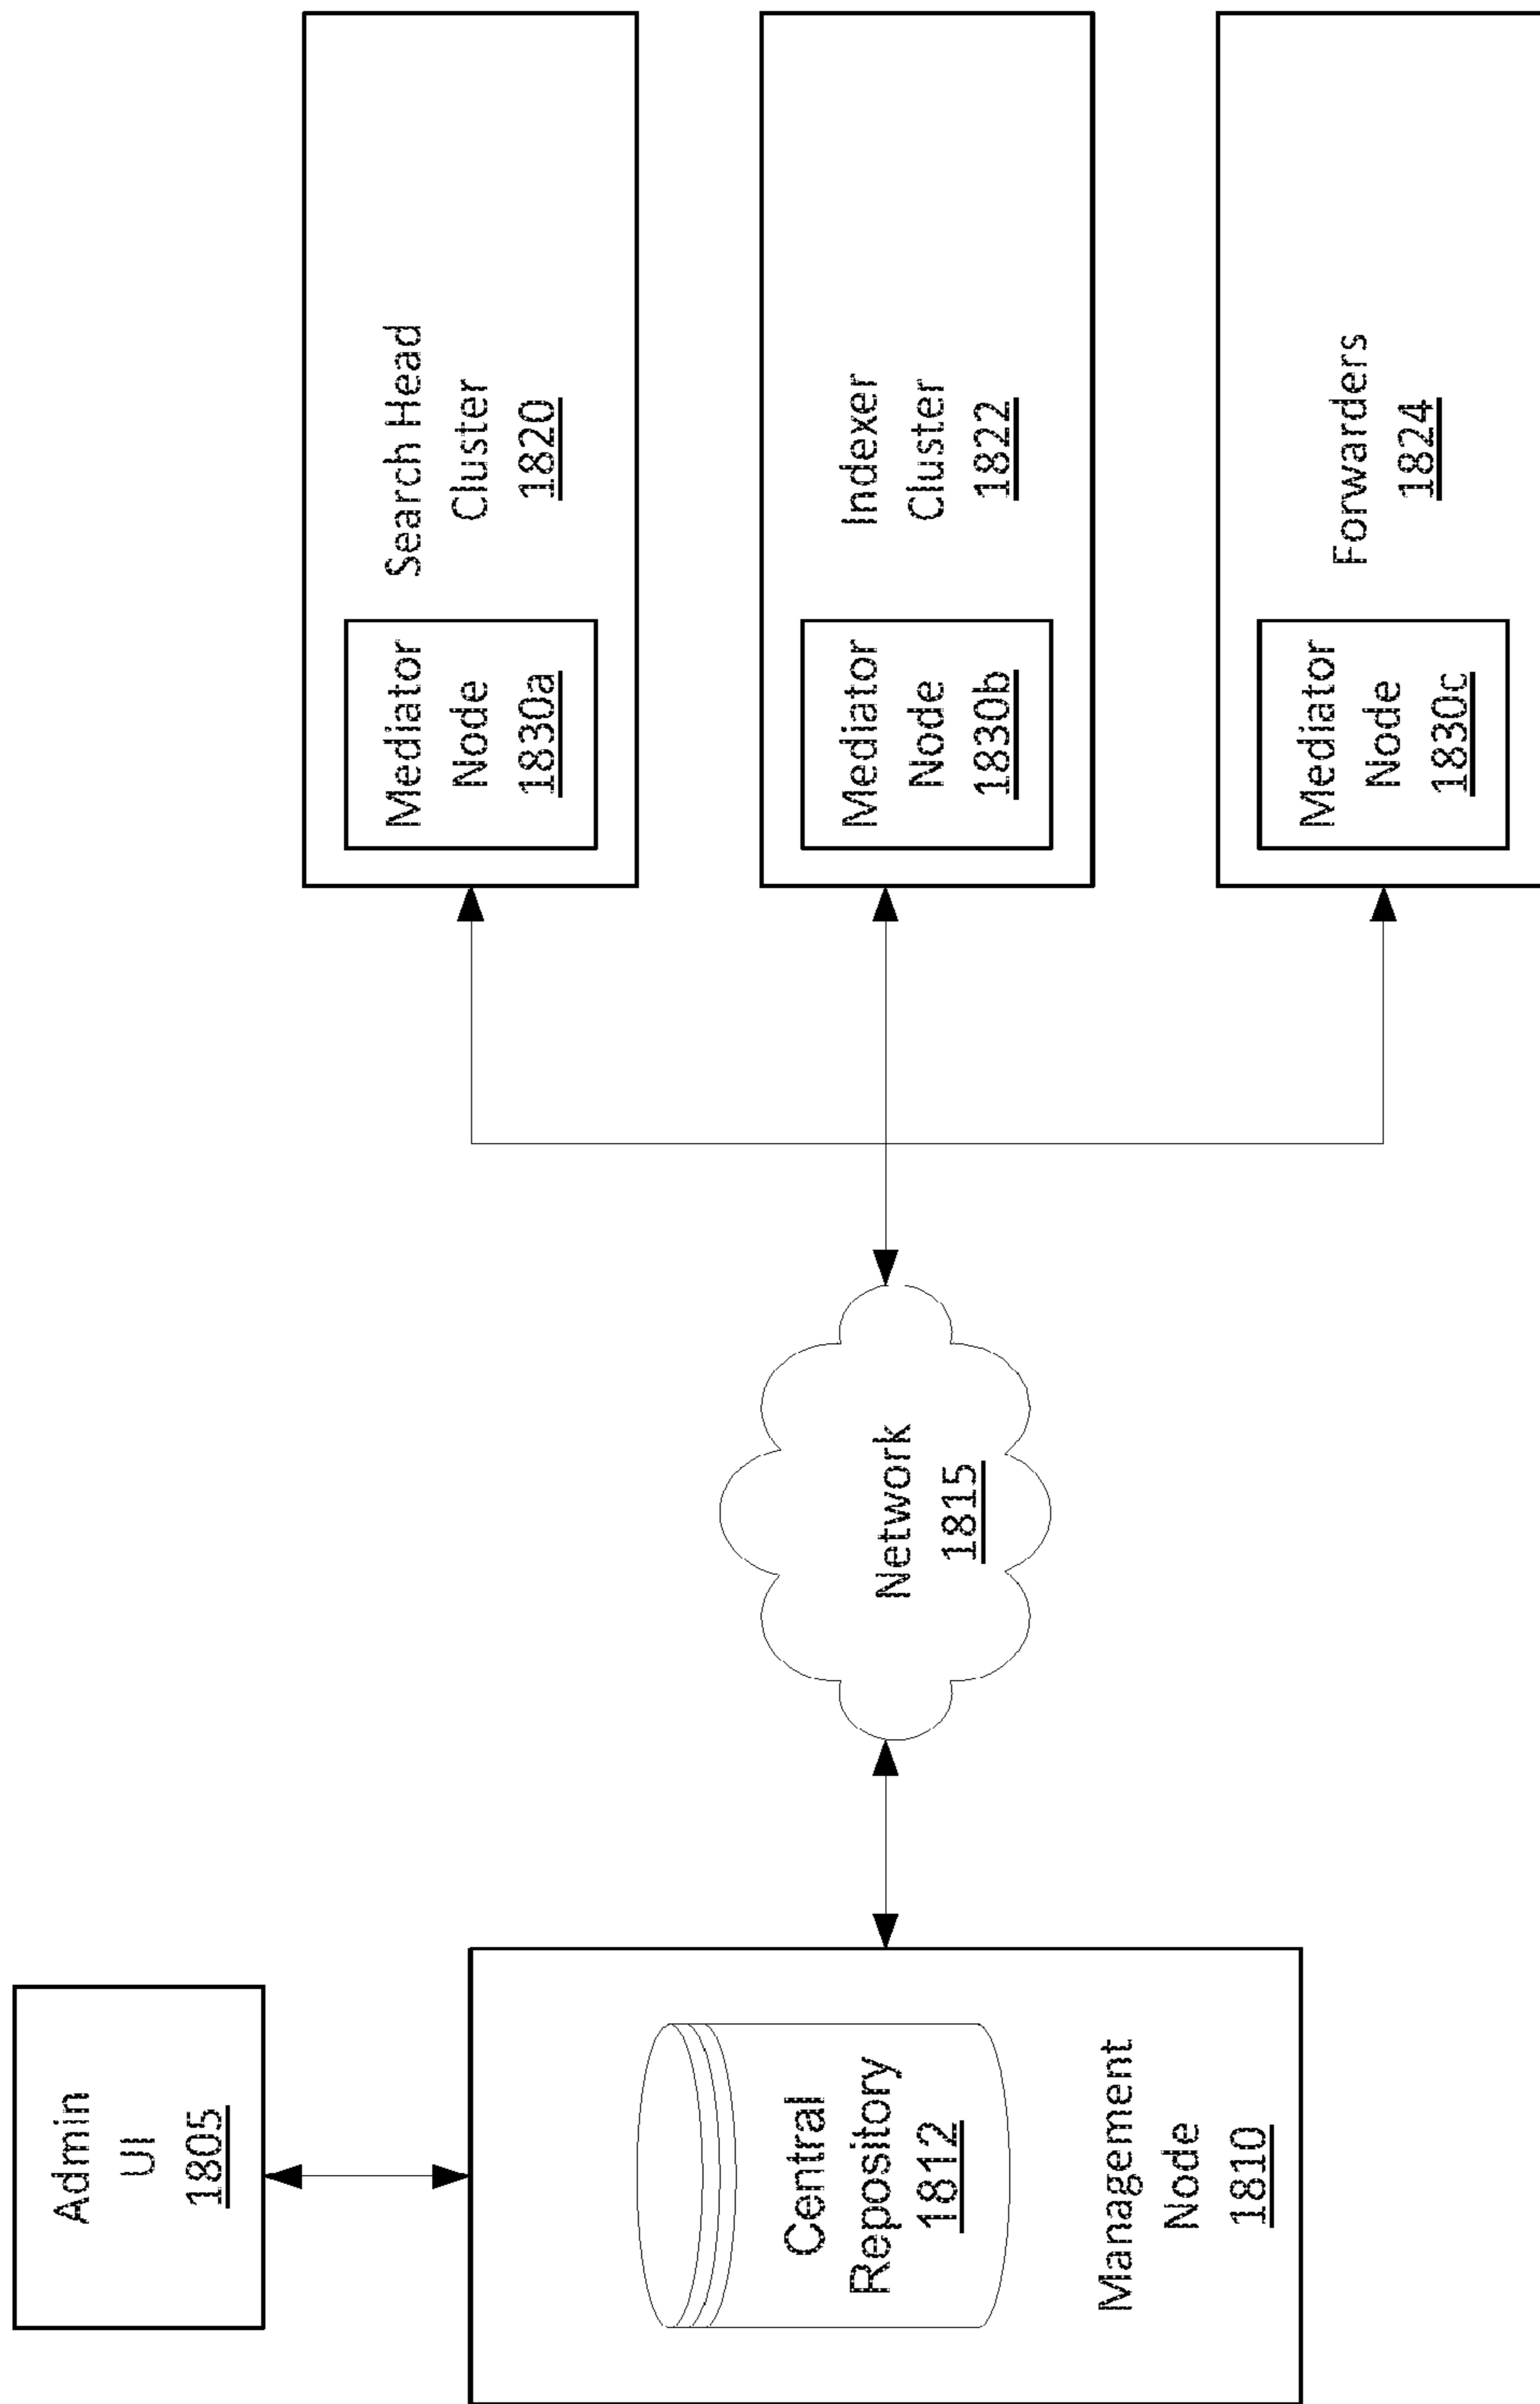 Admin
UI
1805
Central
Repository
1812
Management
Node
1810
Network
1815
Mediator
Node
1830a
Search Head
Cluster
1820
Mediator
Node
1830b
Indexer
Cluster
1822
Mediator
Node
1830c
Forwarders
1824